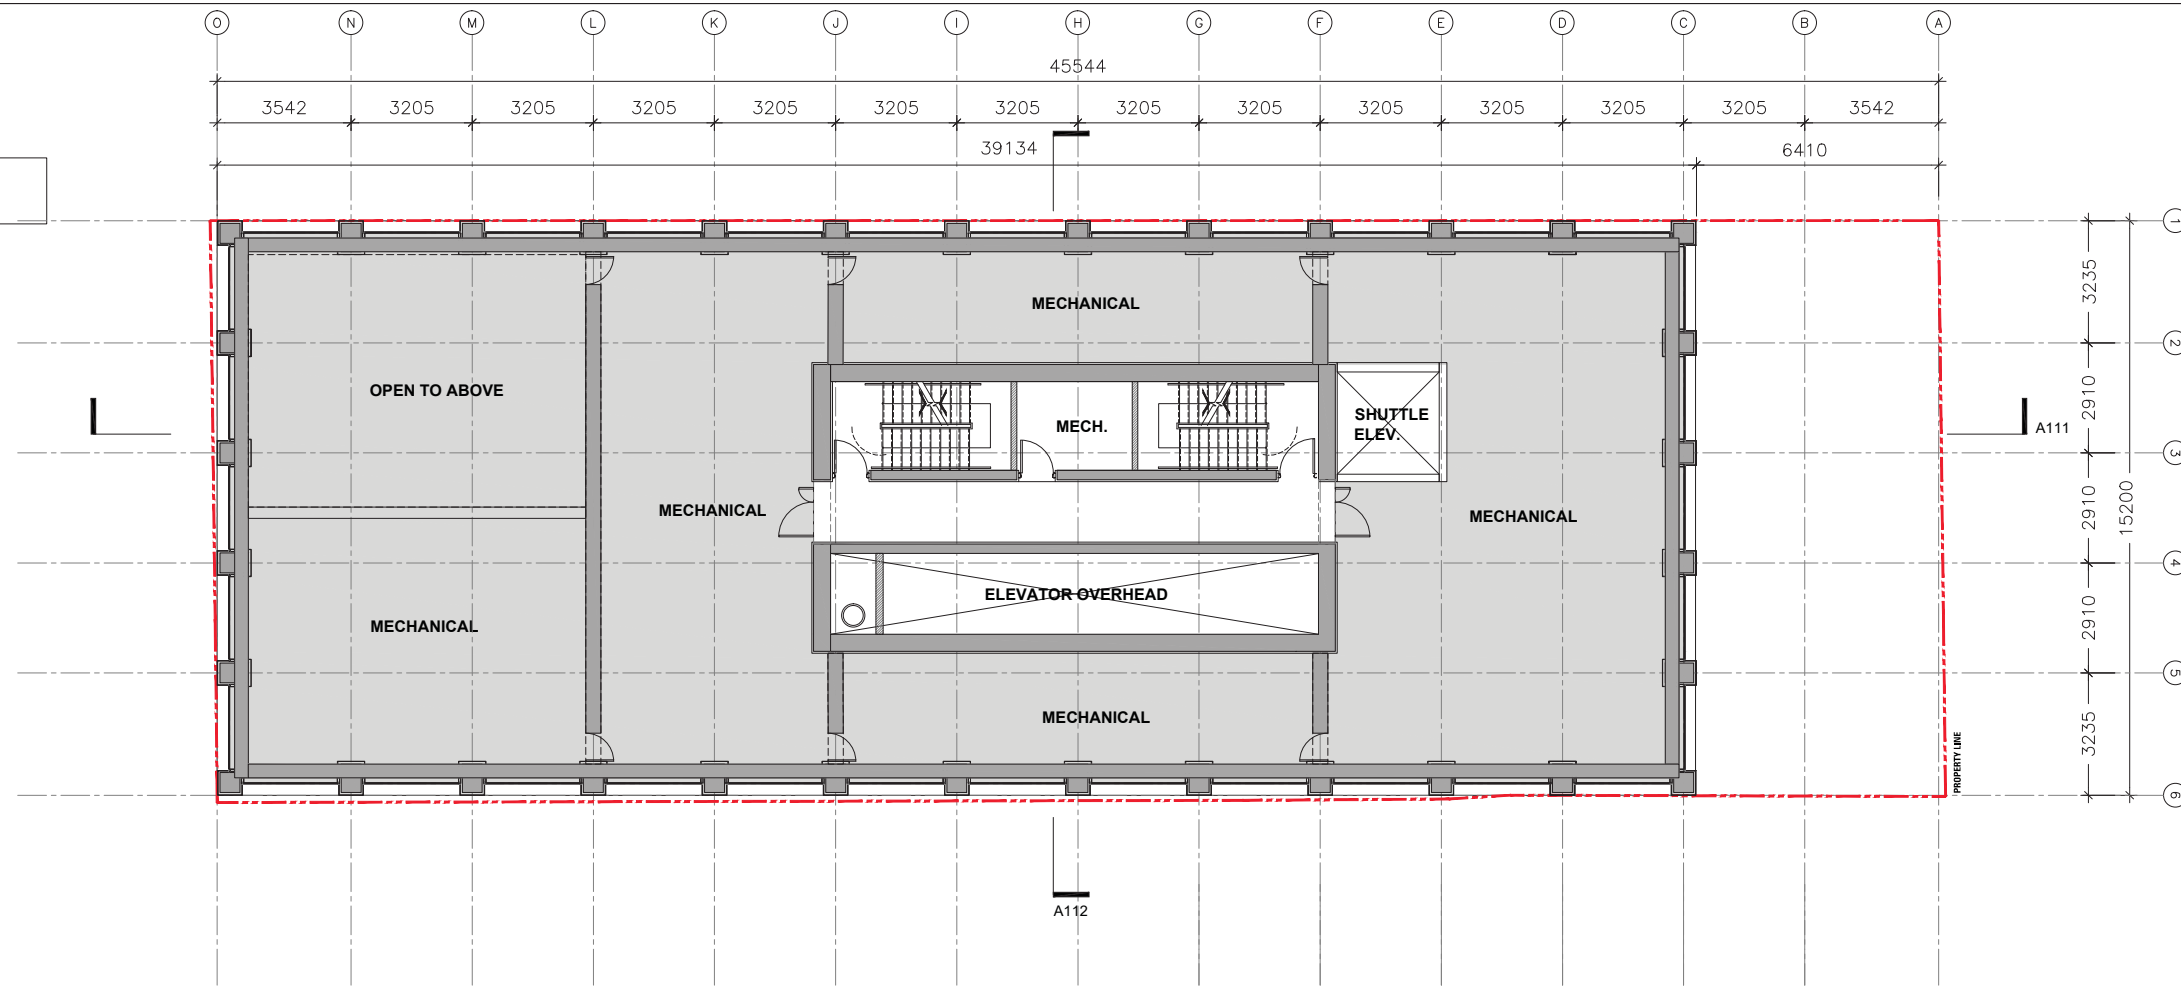 O N M L K J I H G F E D C B A
45544
3542 3205 3205 3205 3205 3205 3205 3205 3205 3205 3205 3205 3205 3542
39134 6410
1
3235
MECHANICAL
2
OPEN TO ABOVE
2910
SHUTTLE
ELEV.
MECH.
A111
3
MECHANICAL
MECHANICAL
2910
15200
4
ELEVATOR OVERHEAD
MECHANICAL
2910
5
MECHANICAL
3235
PROPERTY LINE
6
A112